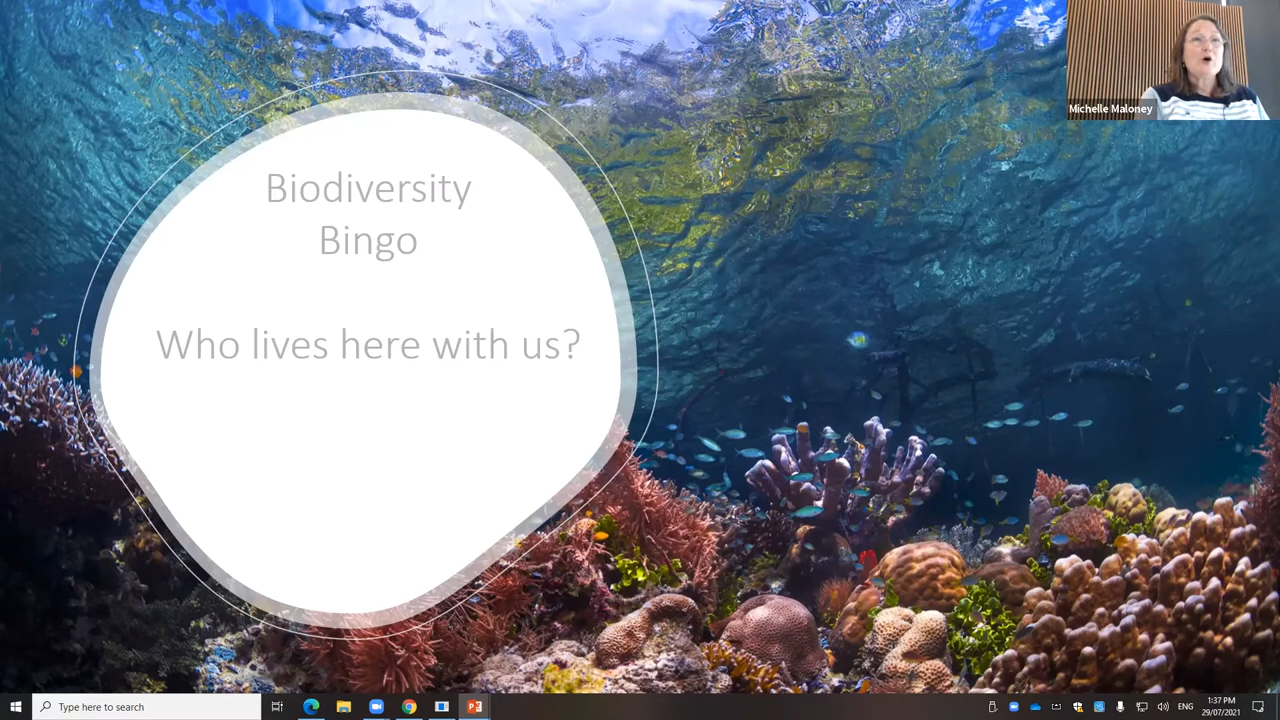 Michelle Maloney
Biodiversity
Bingo
Who lives here with us?
Type here to search
ENG
1:37 PM
29/07/2021